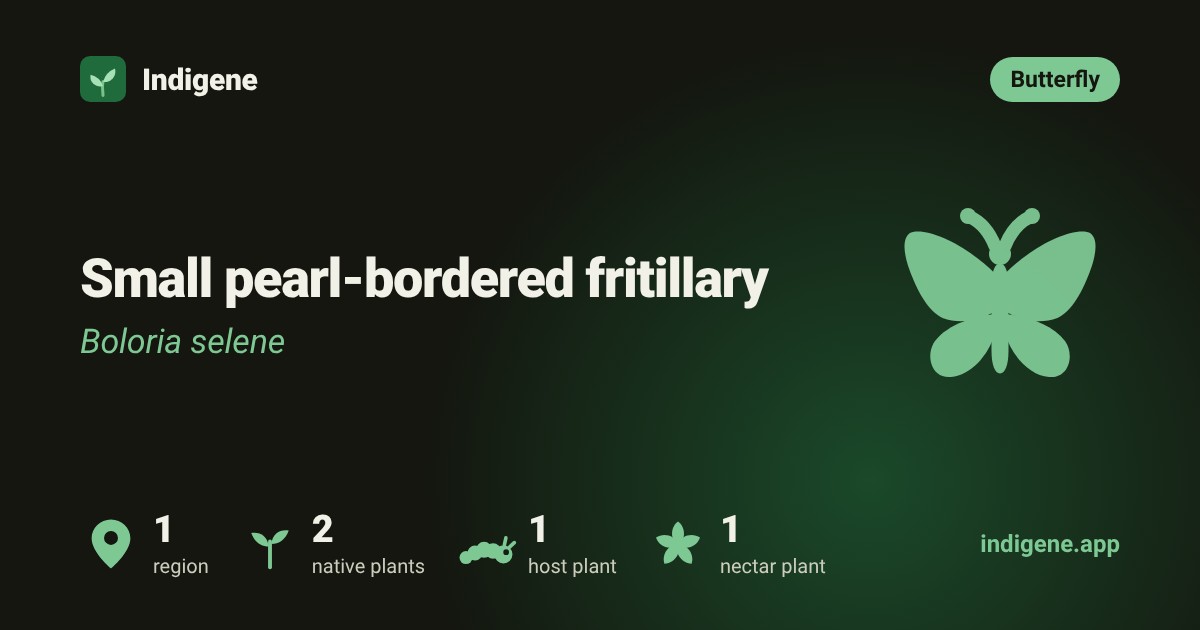 Indigene
Butterfly
Small pearl-bordered fritillary
Boloria selene
1
region
2
native plants
1
host plant
1
nectar plant
indigene.app